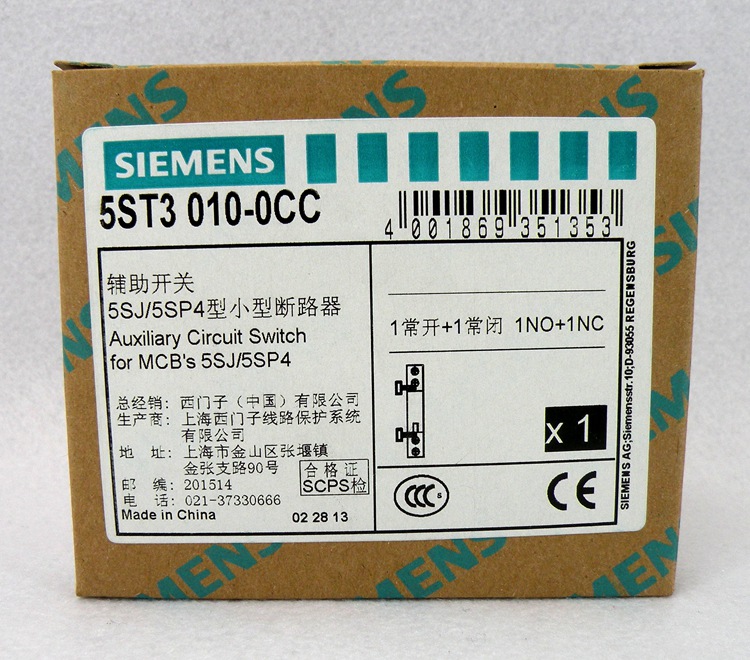 SIEMENS
5ST3 010-0CC
4 001869 351353
辅助开关
5SJ/5SP4型小型断路器
Auxiliary Circuit Switch
for MCB's 5SJ/5SP4
总经销: 西门子（中国）有限公司
生产商: 上海西门子线路保护系统
有限公司
地 址: 上海市金山区张堰镇
金张支路90号
邮 编: 201514
电 话: 021-37330666
Made in China
02 28 13
合格证
SCPS检
1常开+1常闭 1NO+1NC
x 1
CCC S
CE
SIEMENS AG;Siemensstr.10;D-93055 REGENSBURG
SIEMENS
SIEMENS